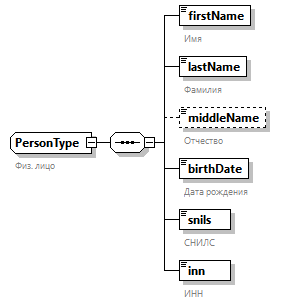 firstName
Имя
lastName
Фамилия
middleName
Отчество
PersonType
Физ. лицо
birthDate
Дата рождения
snils
СНИЛС
inn
ИНН